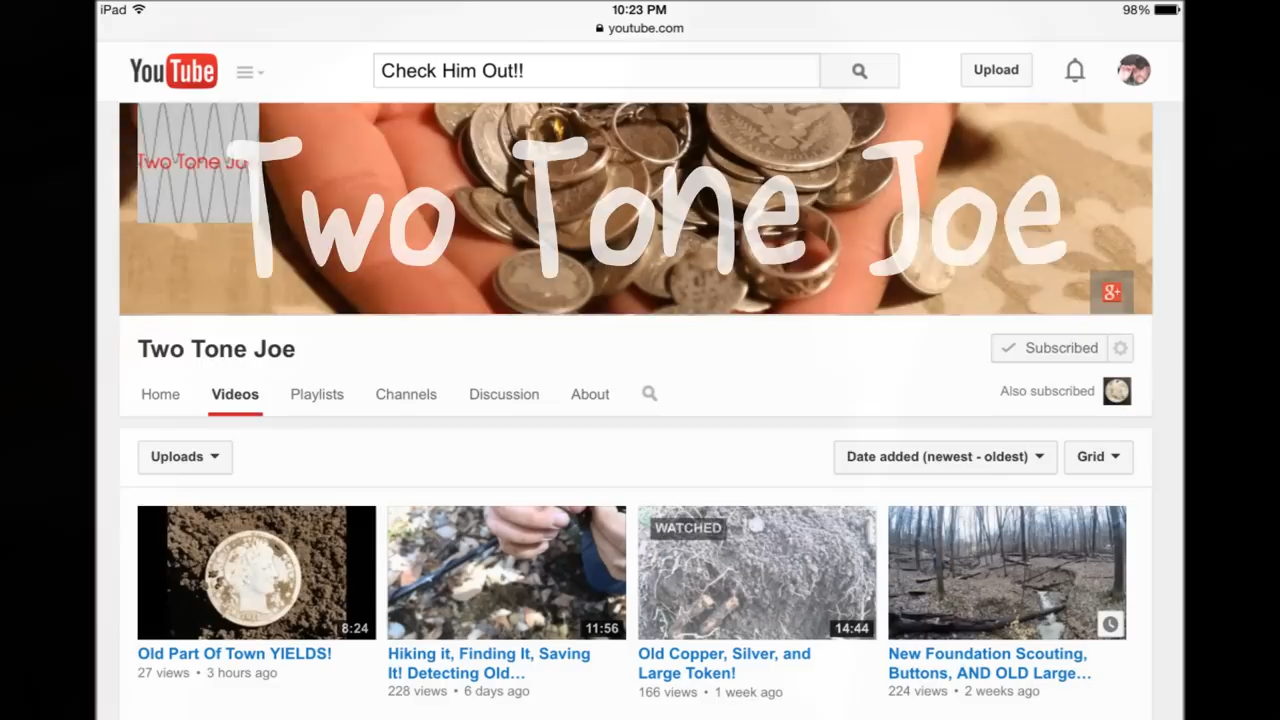 iPad
10:23 PM
98%
youtube.com
YouTube
Check Him Out!!
Upload
Two Tone Jo
Two Tone Joe
g+
Two Tone Joe
Subscribed
Home
Videos
Playlists
Channels
Discussion
About
Also subscribed
Uploads
Date added (newest - oldest)
Grid
8:24
11:56
WATCHED
14:44
Old Part Of Town YIELDS!
27 views • 3 hours ago
Hiking it, Finding It, Saving
It! Detecting Old...
228 views • 6 days ago
Old Copper, Silver, and
Large Token!
166 views • 1 week ago
New Foundation Scouting,
Buttons, AND OLD Large...
224 views • 2 weeks ago